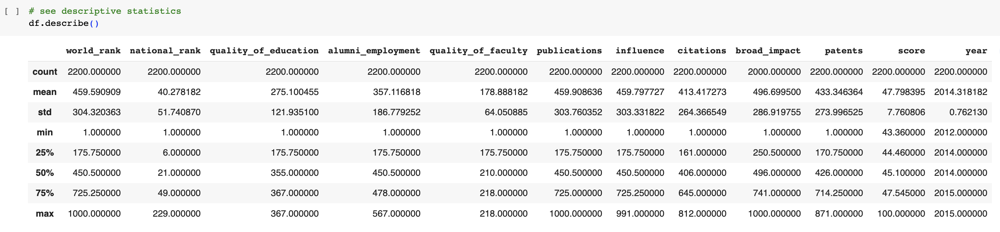 [ ] # see descriptive statistics
df.describe()
world_rank national_rank quality_of_education alumni_employment quality_of_faculty publications influence citations broad_impact patents score year
count 2200.000000 2200.000000 2200.000000 2200.000000 2200.000000 2200.000000 2200.000000 2200.000000 2000.000000 2200.000000 2200.000000 2200.000000
mean 459.590909 40.278182 275.100455 357.116818 178.888182 459.908636 459.797727 413.417273 496.699500 433.346364 47.798395 2014.318182
std 304.320363 51.740870 121.935100 186.779252 64.050885 303.760352 303.331822 264.366549 286.919755 273.996525 7.760806 0.762130
min 1.000000 1.000000 1.000000 1.000000 1.000000 1.000000 1.000000 1.000000 1.000000 1.000000 43.360000 2012.000000
25% 175.750000 6.000000 175.750000 175.750000 175.750000 175.750000 175.750000 161.000000 250.500000 170.750000 44.460000 2014.000000
50% 450.500000 21.000000 355.000000 450.500000 210.000000 450.500000 450.500000 406.000000 496.000000 426.000000 45.100000 2014.000000
75% 725.250000 49.000000 367.000000 478.000000 218.000000 725.000000 725.250000 645.000000 741.000000 714.250000 47.545000 2015.000000
max 1000.000000 229.000000 367.000000 567.000000 218.000000 1000.000000 991.000000 812.000000 1000.000000 871.000000 100.000000 2015.000000